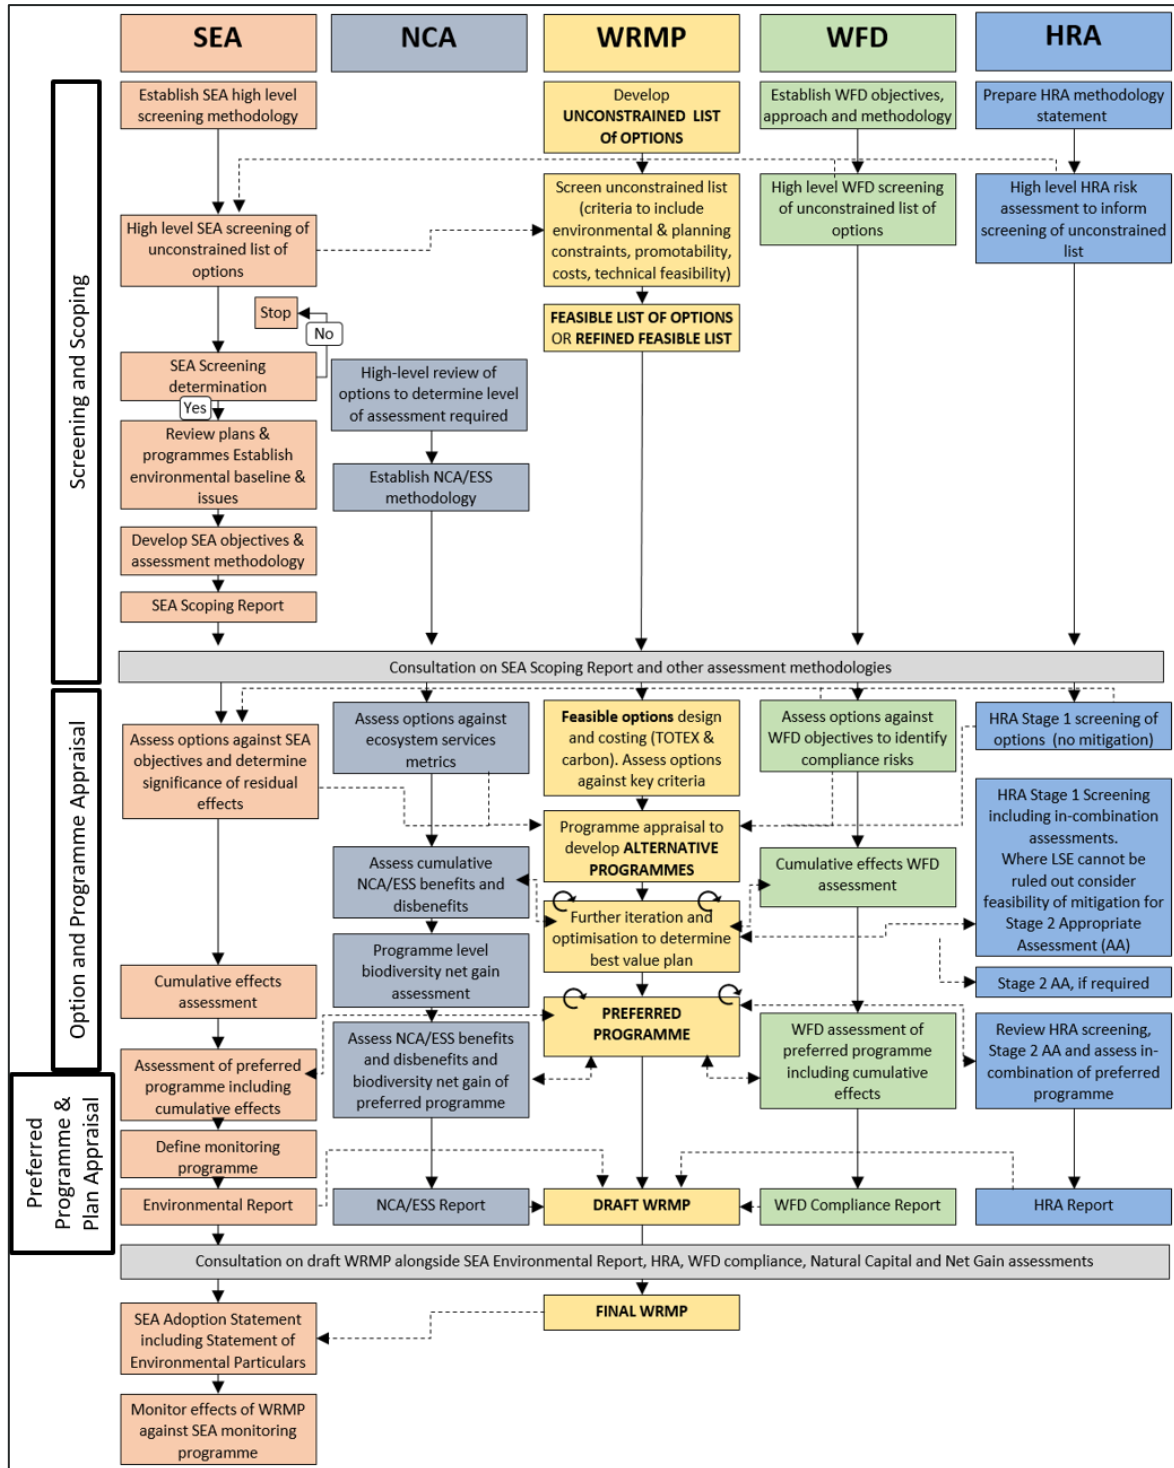 SEA
NCA
WRMP
WFD
HRA
Screening and Scoping
Establish SEA high level
screening methodology
Develop
UNCONSTRAINED LIST
Of OPTIONS
Establish WFD objectives,
approach and methodology
Prepare HRA methodology
statement
High level SEA screening of
unconstrained list of
options
Screen unconstrained list
(criteria to include
environmental & planning
constraints, promotability,
costs, technical feasibility)
High level WFD screening
of unconstrained list of
options
High level HRA risk
assessment to inform
screening of unconstrained
list
Stop
No
FEASIBLE LIST OF OPTIONS
OR REFINED FEASIBLE LIST
SEA Screening
determination
Yes
High-level review of
options to determine level
of assessment required
Review plans &
programmes Establish
environmental baseline &
issues
Establish NCA/ESS
methodology
Develop SEA objectives &
assessment methodology
SEA Scoping Report
Consultation on SEA Scoping Report and other assessment methodologies
Option and Programme Appraisal
Assess options against SEA
objectives and determine
significance of residual
effects
Assess options against
ecosystem services
metrics
Feasible options design
and costing (TOTEX &
carbon). Assess options
against key criteria
Assess options against
WFD objectives to identify
compliance risks
HRA Stage 1 screening of
options (no mitigation)
Programme appraisal to
develop ALTERNATIVE
PROGRAMMES
HRA Stage 1 Screening
including in-combination
assessments.
Where LSE cannot be
ruled out consider
feasibility of mitigation for
Stage 2 Appropriate
Assessment (AA)
Assess cumulative
NCA/ESS benefits and
disbenefits
Cumulative effects WFD
assessment
Further iteration and
optimisation to determine
best value plan
Programme level
biodiversity net gain
assessment
Cumulative effects
assessment
Stage 2 AA, if required
PREFERRED
PROGRAMME
Assess NCA/ESS benefits
and disbenefits and
biodiversity net gain of
preferred programme
WFD assessment of
preferred programme
including cumulative
effects
Review HRA screening,
Stage 2 AA and assess in-
combination of preferred
programme
Assessment of preferred
programme including
cumulative effects
Preferred
Programme &
Plan Appraisal
Define monitoring
programme
Environmental Report
NCA/ESS Report
DRAFT WRMP
WFD Compliance Report
HRA Report
Consultation on draft WRMP alongside SEA Environmental Report, HRA, WFD compliance, Natural Capital and Net Gain assessments
SEA Adoption Statement
including Statement of
Environmental Particulars
FINAL WRMP
Monitor effects of WRMP
against SEA monitoring
programme